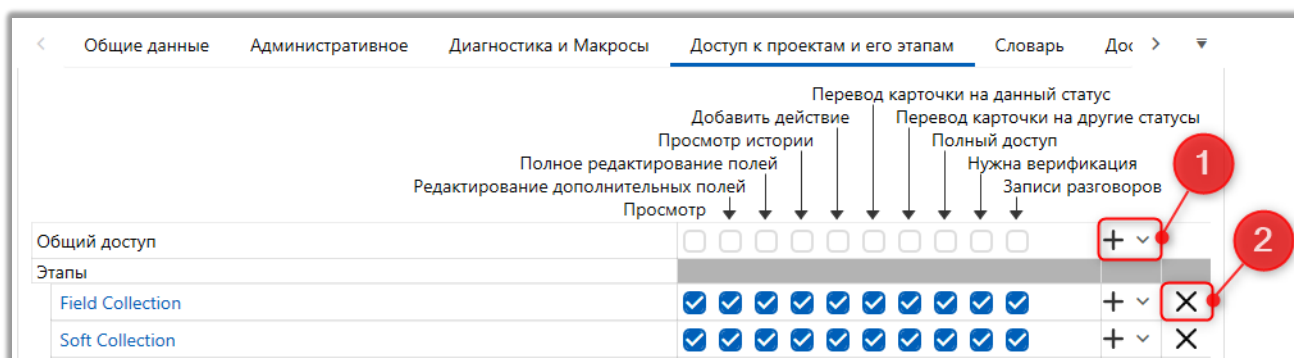 Общие данные Административное Диагностика и Макросы Доступ к проектам и его этапам Словарь Дос
Перевод карточки на данный статус
Добавить действие Перевод карточки на другие статусы
Просмотр истории Полный доступ
Полное редактирование полей Нужна верификация 1
Редактирование дополнительных полей Записи разговоров
Просмотр
Общий доступ 2
Этапы
Field Collection
Soft Collection